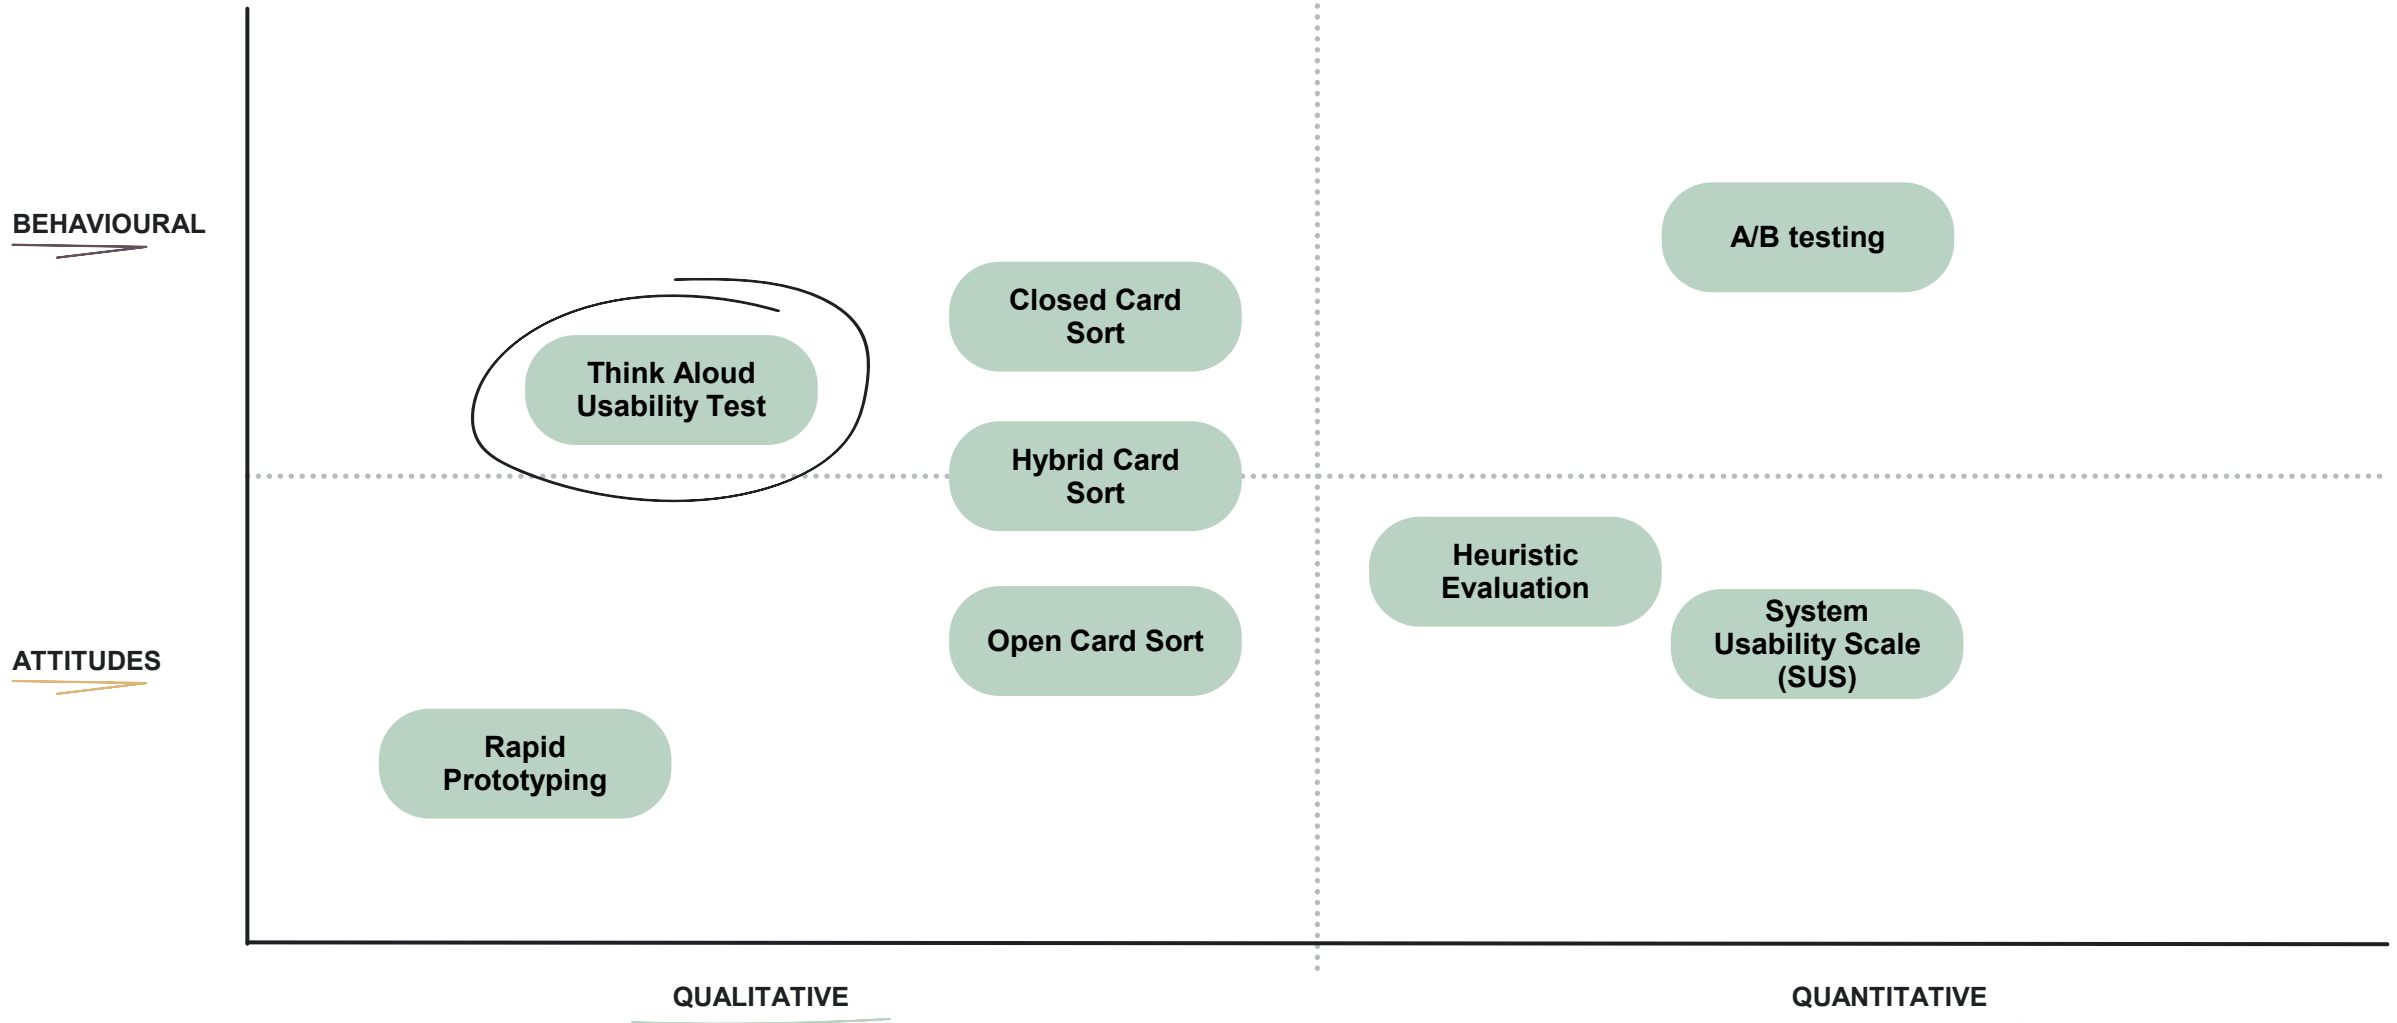 BEHAVIOURAL
A/B testing
Closed Card
Sort
Think Aloud
Usability Test
Hybrid Card
Sort
Heuristic
Evaluation
System
Usability Scale
(SUS)
Open Card Sort
ATTITUDES
Rapid
Prototyping
QUALITATIVE
QUANTITATIVE